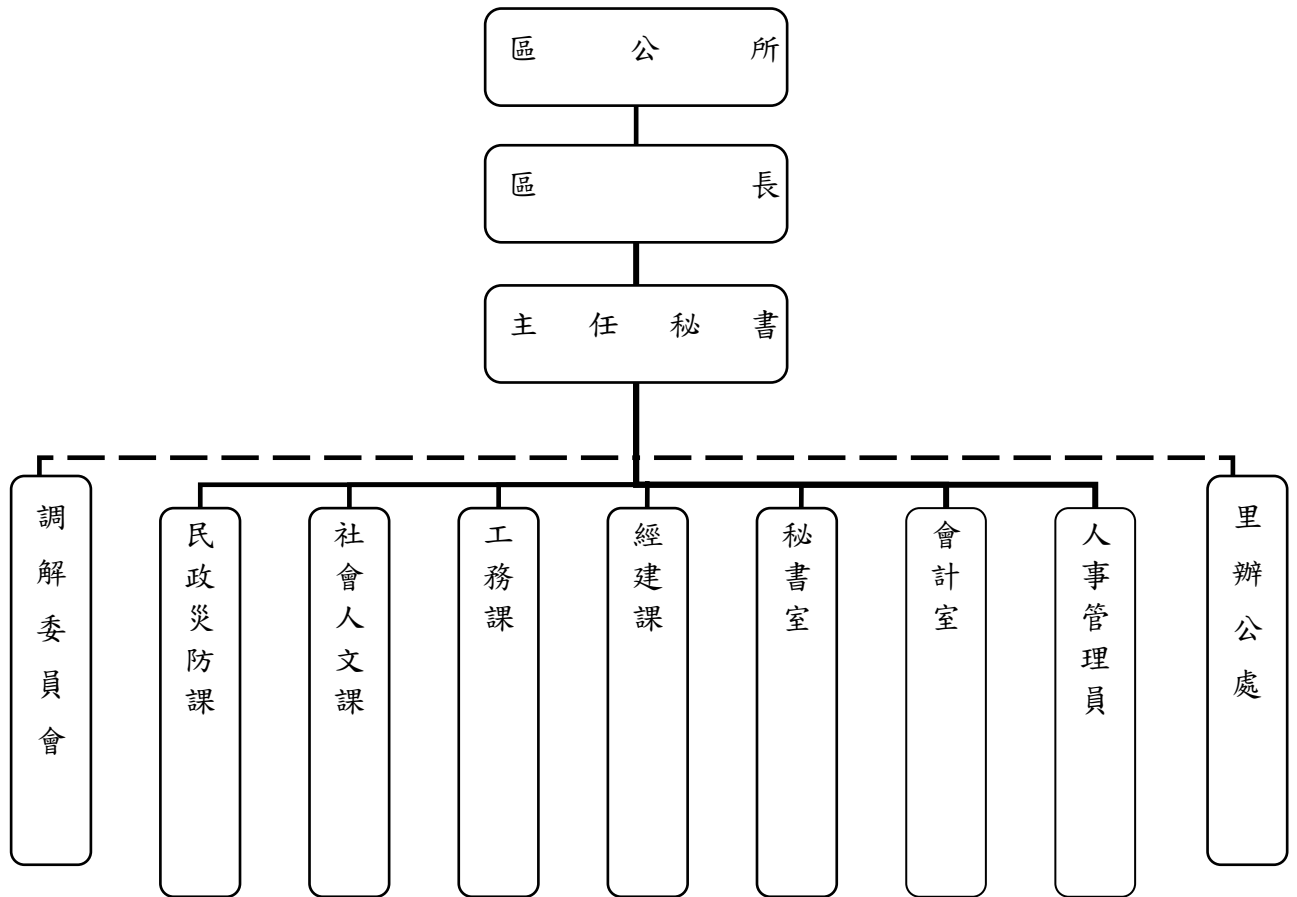 區公所
區長
主任秘書
調解委員會
民政災防課
社會人文課
工務課
經建課
秘書室
會計室
人事管理員
里辦公處